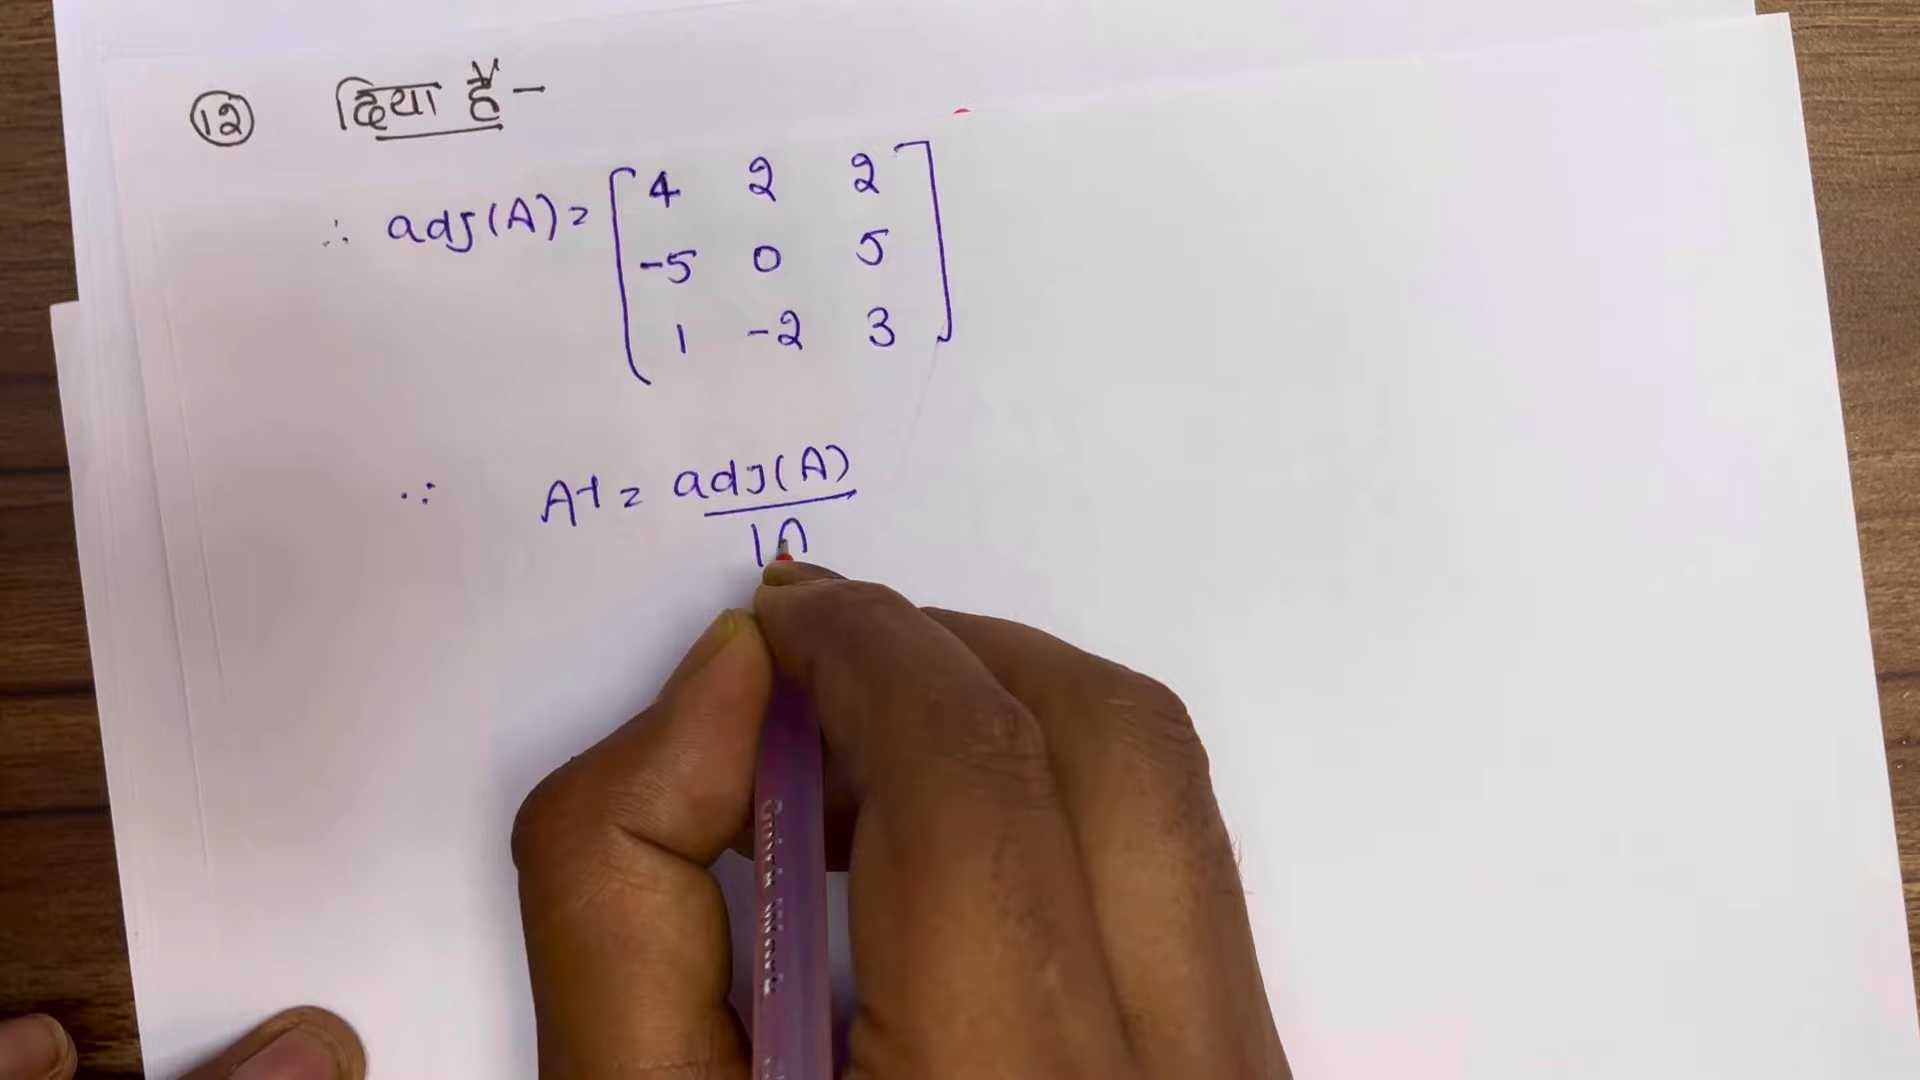 12 दिया है -
∴ adj(A) = [ 4 2 2
-5 0 5
1 -2 3 ]
∵ A-1 = adj(A)
|A